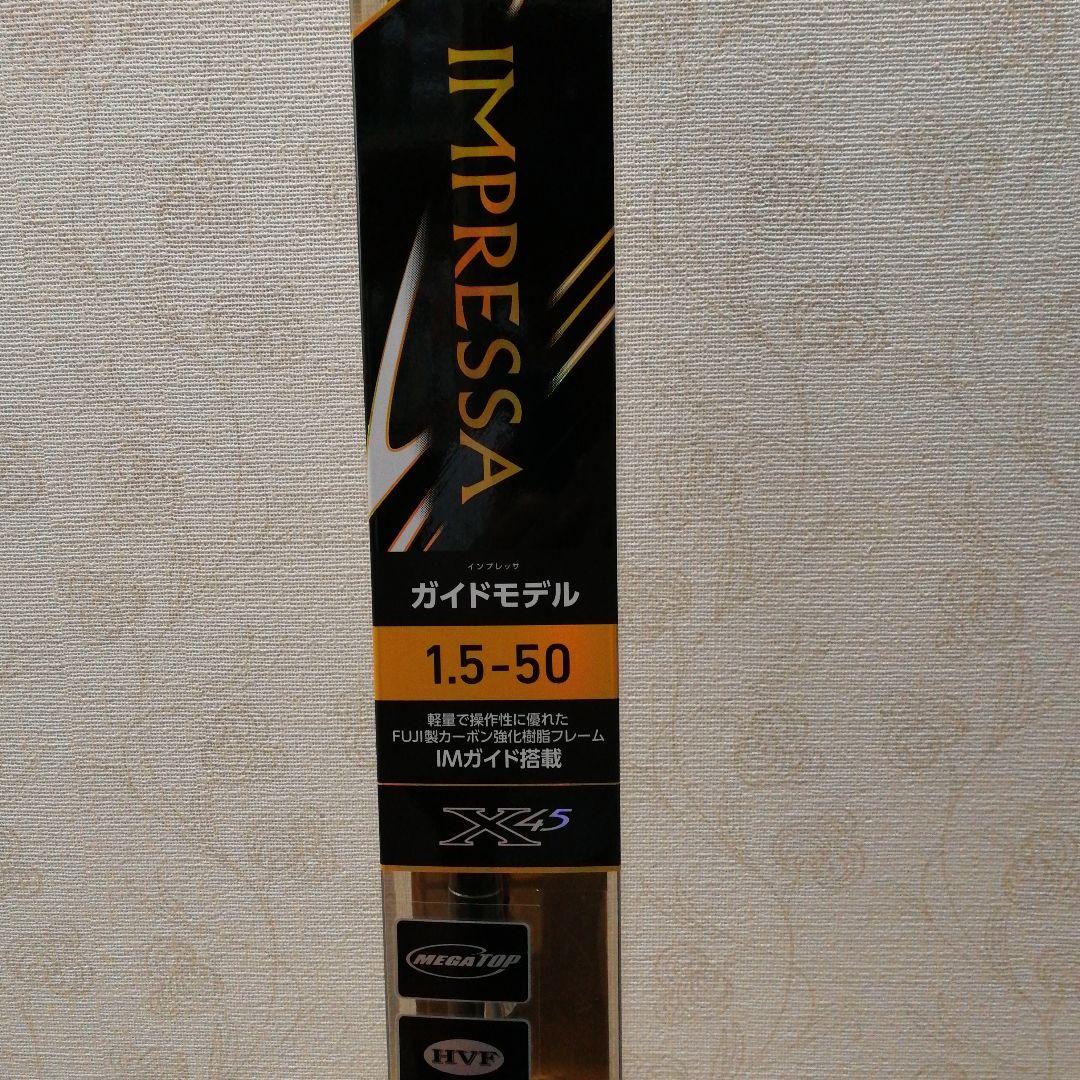 IMPRESSA
インプレッサ
ガイドモデル
1.5-50
軽量で操作性に優れた
FUJI製カーボン強化樹脂フレーム
IMガイド搭載
X45
MEGATOP
HVF